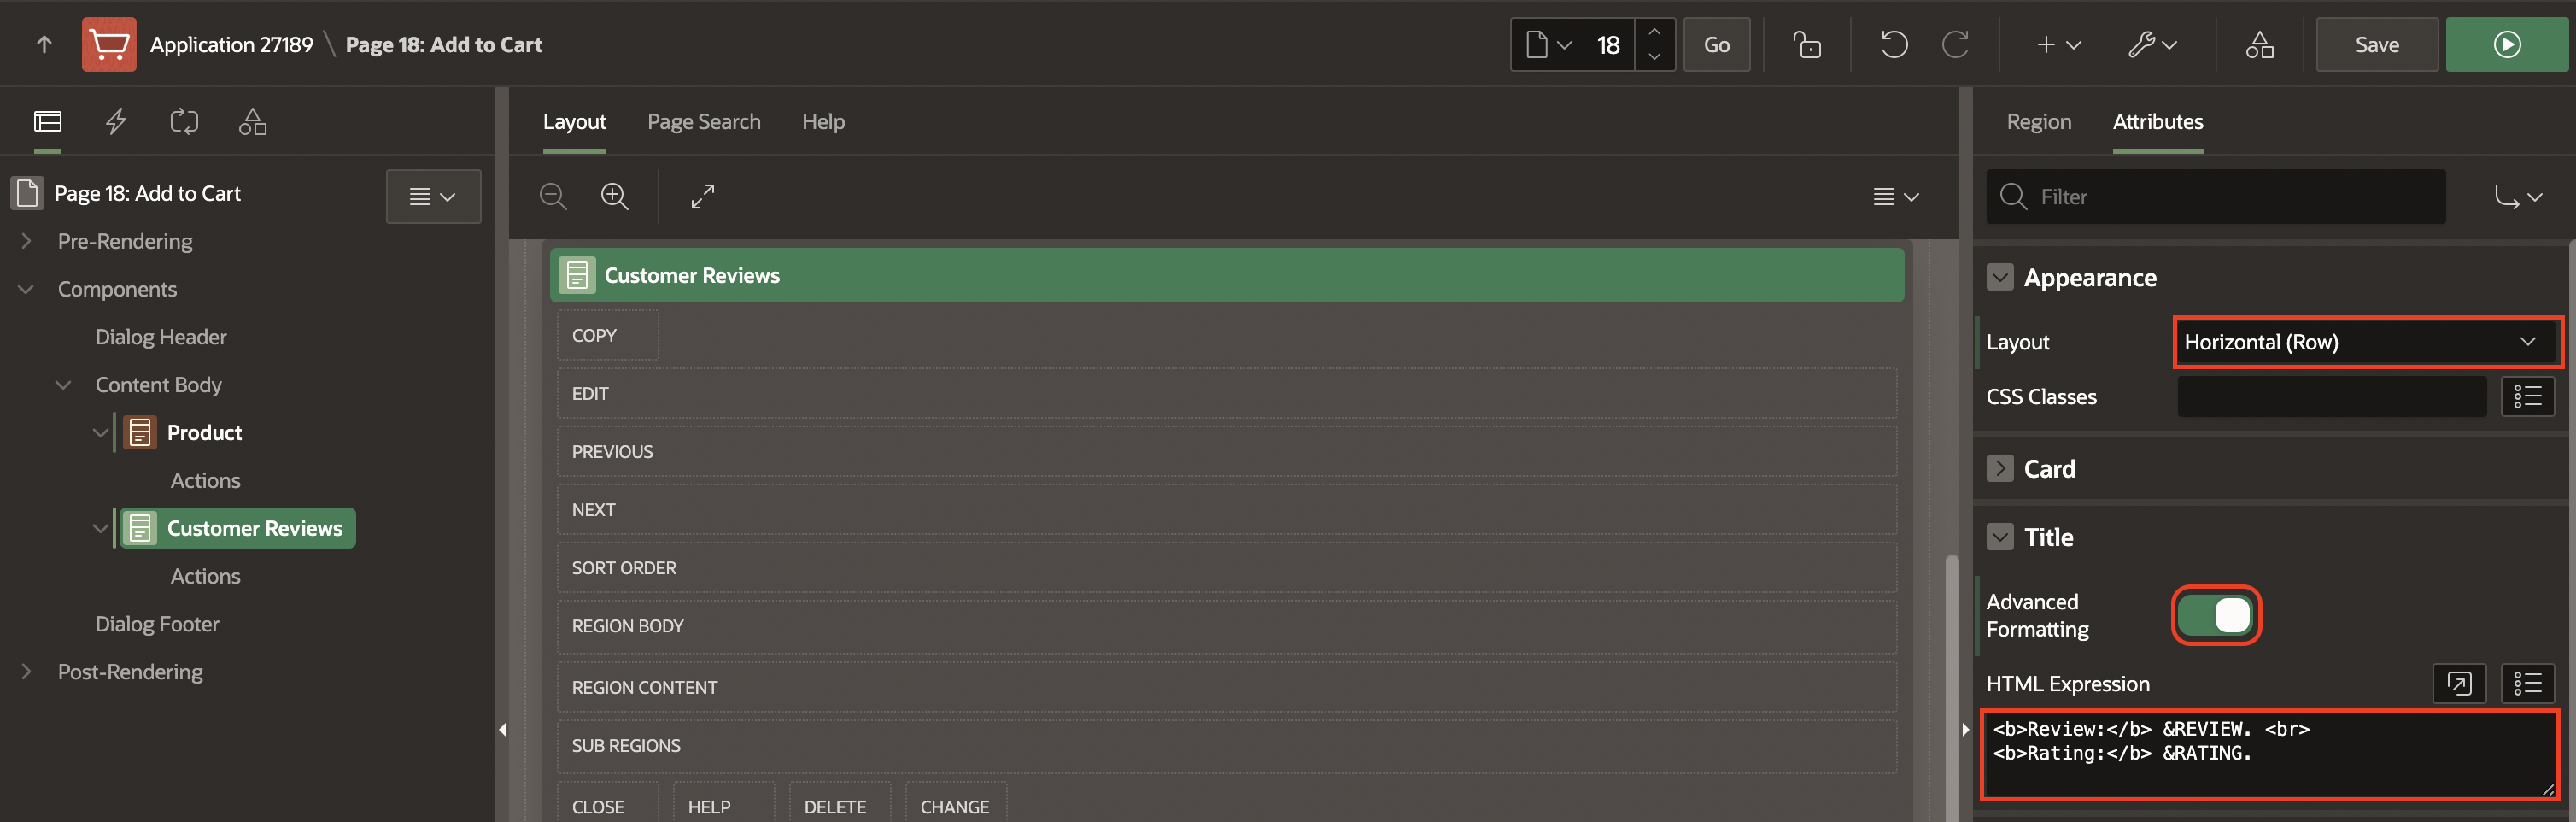 Application 27189 \ Page 18: Add to Cart
18
Go
Save
Page 18: Add to Cart
Pre-Rendering
Components
Dialog Header
Content Body
Product
Actions
Customer Reviews
Actions
Dialog Footer
Post-Rendering
Layout Page Search Help
Customer Reviews
COPY
EDIT
PREVIOUS
NEXT
SORT ORDER
REGION BODY
REGION CONTENT
SUB REGIONS
CLOSE HELP DELETE CHANGE
Region Attributes
Filter
Appearance
Layout Horizontal (Row)
CSS Classes
Card
Title
Advanced
Formatting
HTML Expression
<b>Review:</b> &REVIEW. <br>
<b>Rating:</b> &RATING.